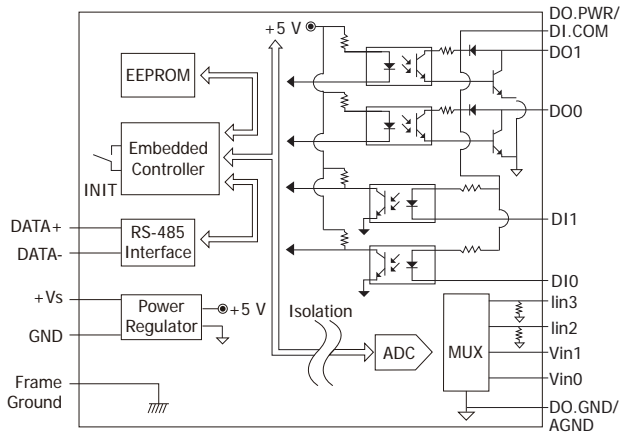 DO.PWR/
DI.COM
+5 V
DO1
EEPROM
DO0
Embedded
Controller
INIT
DI1
DATA+
RS-485
Interface
DATA-
DI0
+Vs
Power
Regulator
+5 V
Isolation
Iin3
Iin2
GND
ADC
MUX
Vin1
Vin0
Frame
Ground
DO.GND/
AGND